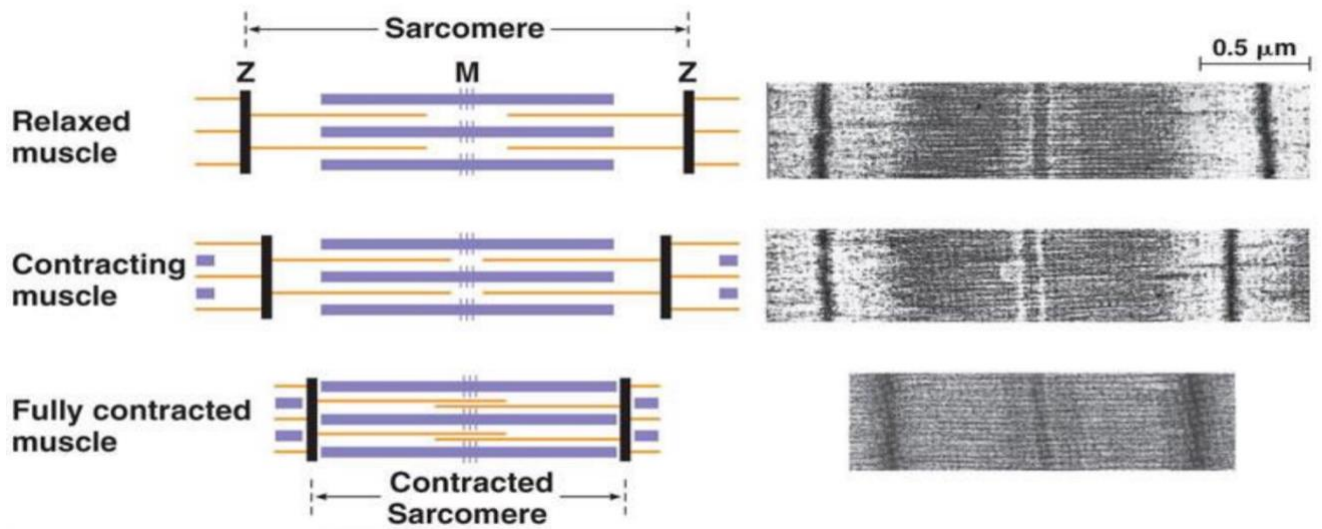 Sarcomere
Z M Z
0.5 μm
Relaxed
muscle
Contracting
muscle
Fully contracted
muscle
Contracted
Sarcomere